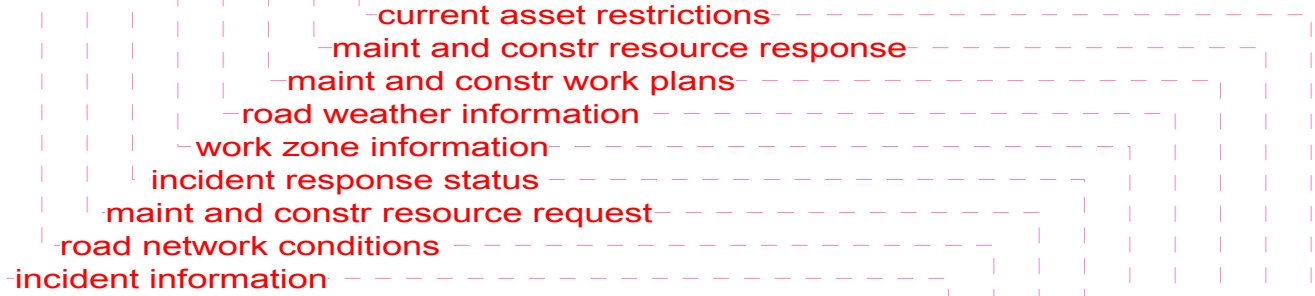 current asset restrictions
maint and constr resource response
maint and constr work plans
road weather information
work zone information
incident response status
maint and constr resource request
road network conditions
incident information